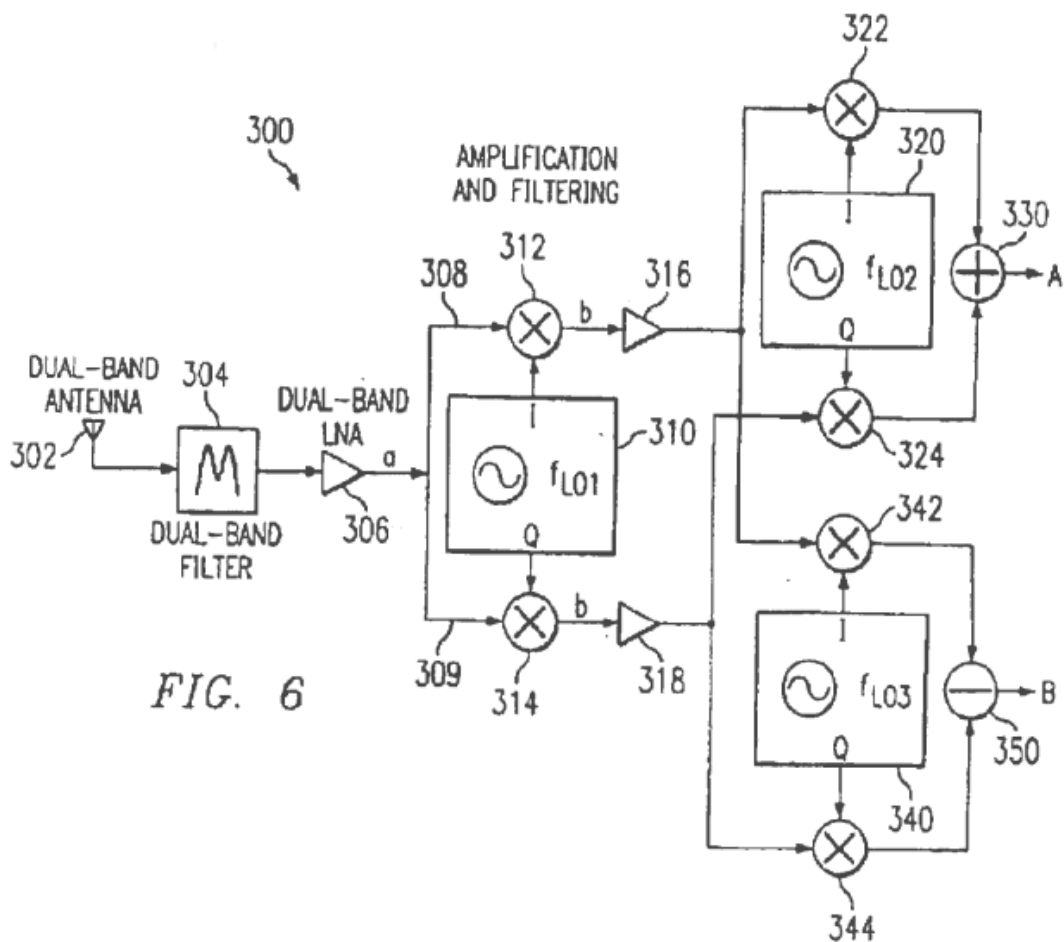 322
300
320
AMPLIFICATION
AND FILTERING
I
330
312
316
308
f_LO2
A
b
Q
DUAL-BAND
ANTENNA
304
DUAL-BAND
LNA
I
310
324
302
a
f_LO1
342
306
DUAL-BAND
FILTER
Q
b
I
309
318
f_LO3
B
FIG. 6
314
350
Q
340
344